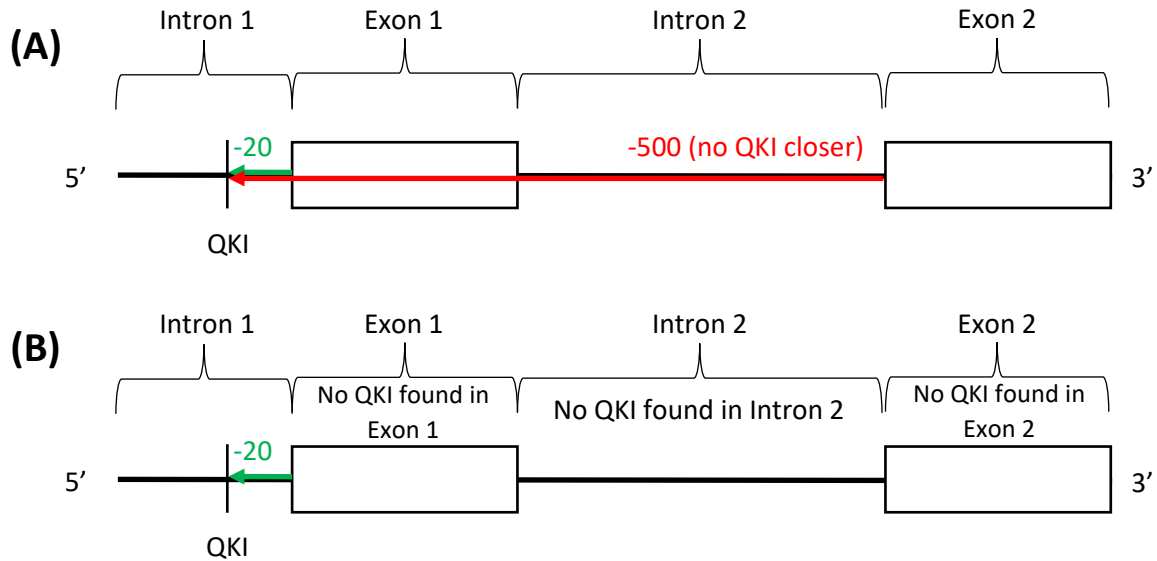 (A)
Intron 1 Exon 1 Intron 2 Exon 2
-20 -500 (no QKI closer)
5’ 3’
QKI
(B)
Intron 1 Exon 1 Intron 2 Exon 2
No QKI found in
Exon 1
No QKI found in Intron 2
No QKI found in
Exon 2
-20
5’ 3’
QKI